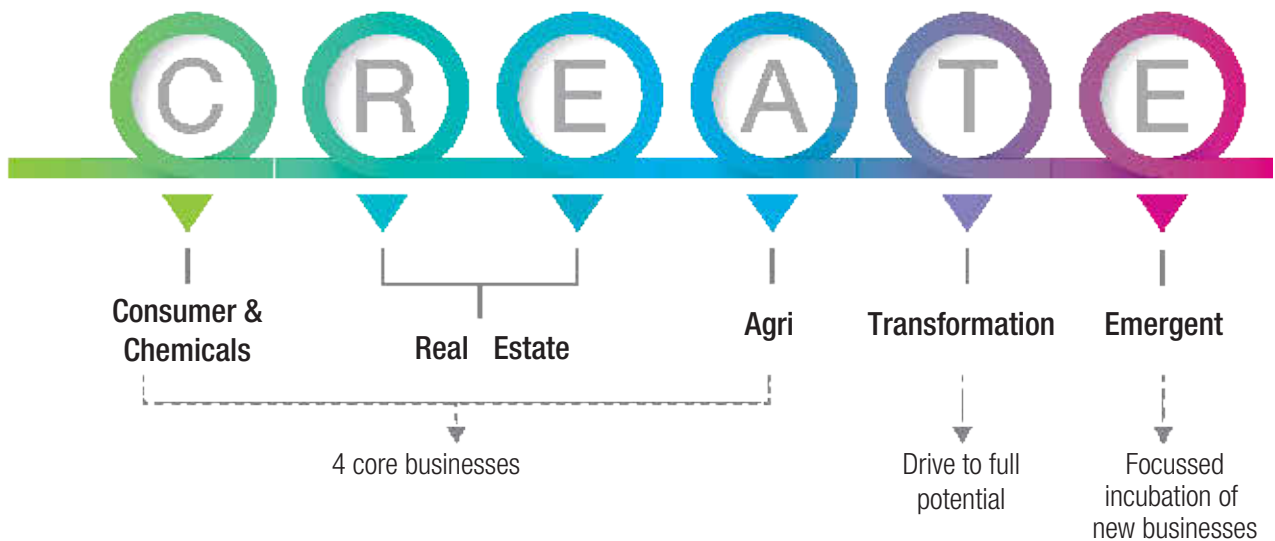 C R E A T E
Consumer &
Chemicals
Real Estate
Agri
Transformation
Emergent
4 core businesses
Drive to full
potential
Focussed
incubation of
new businesses